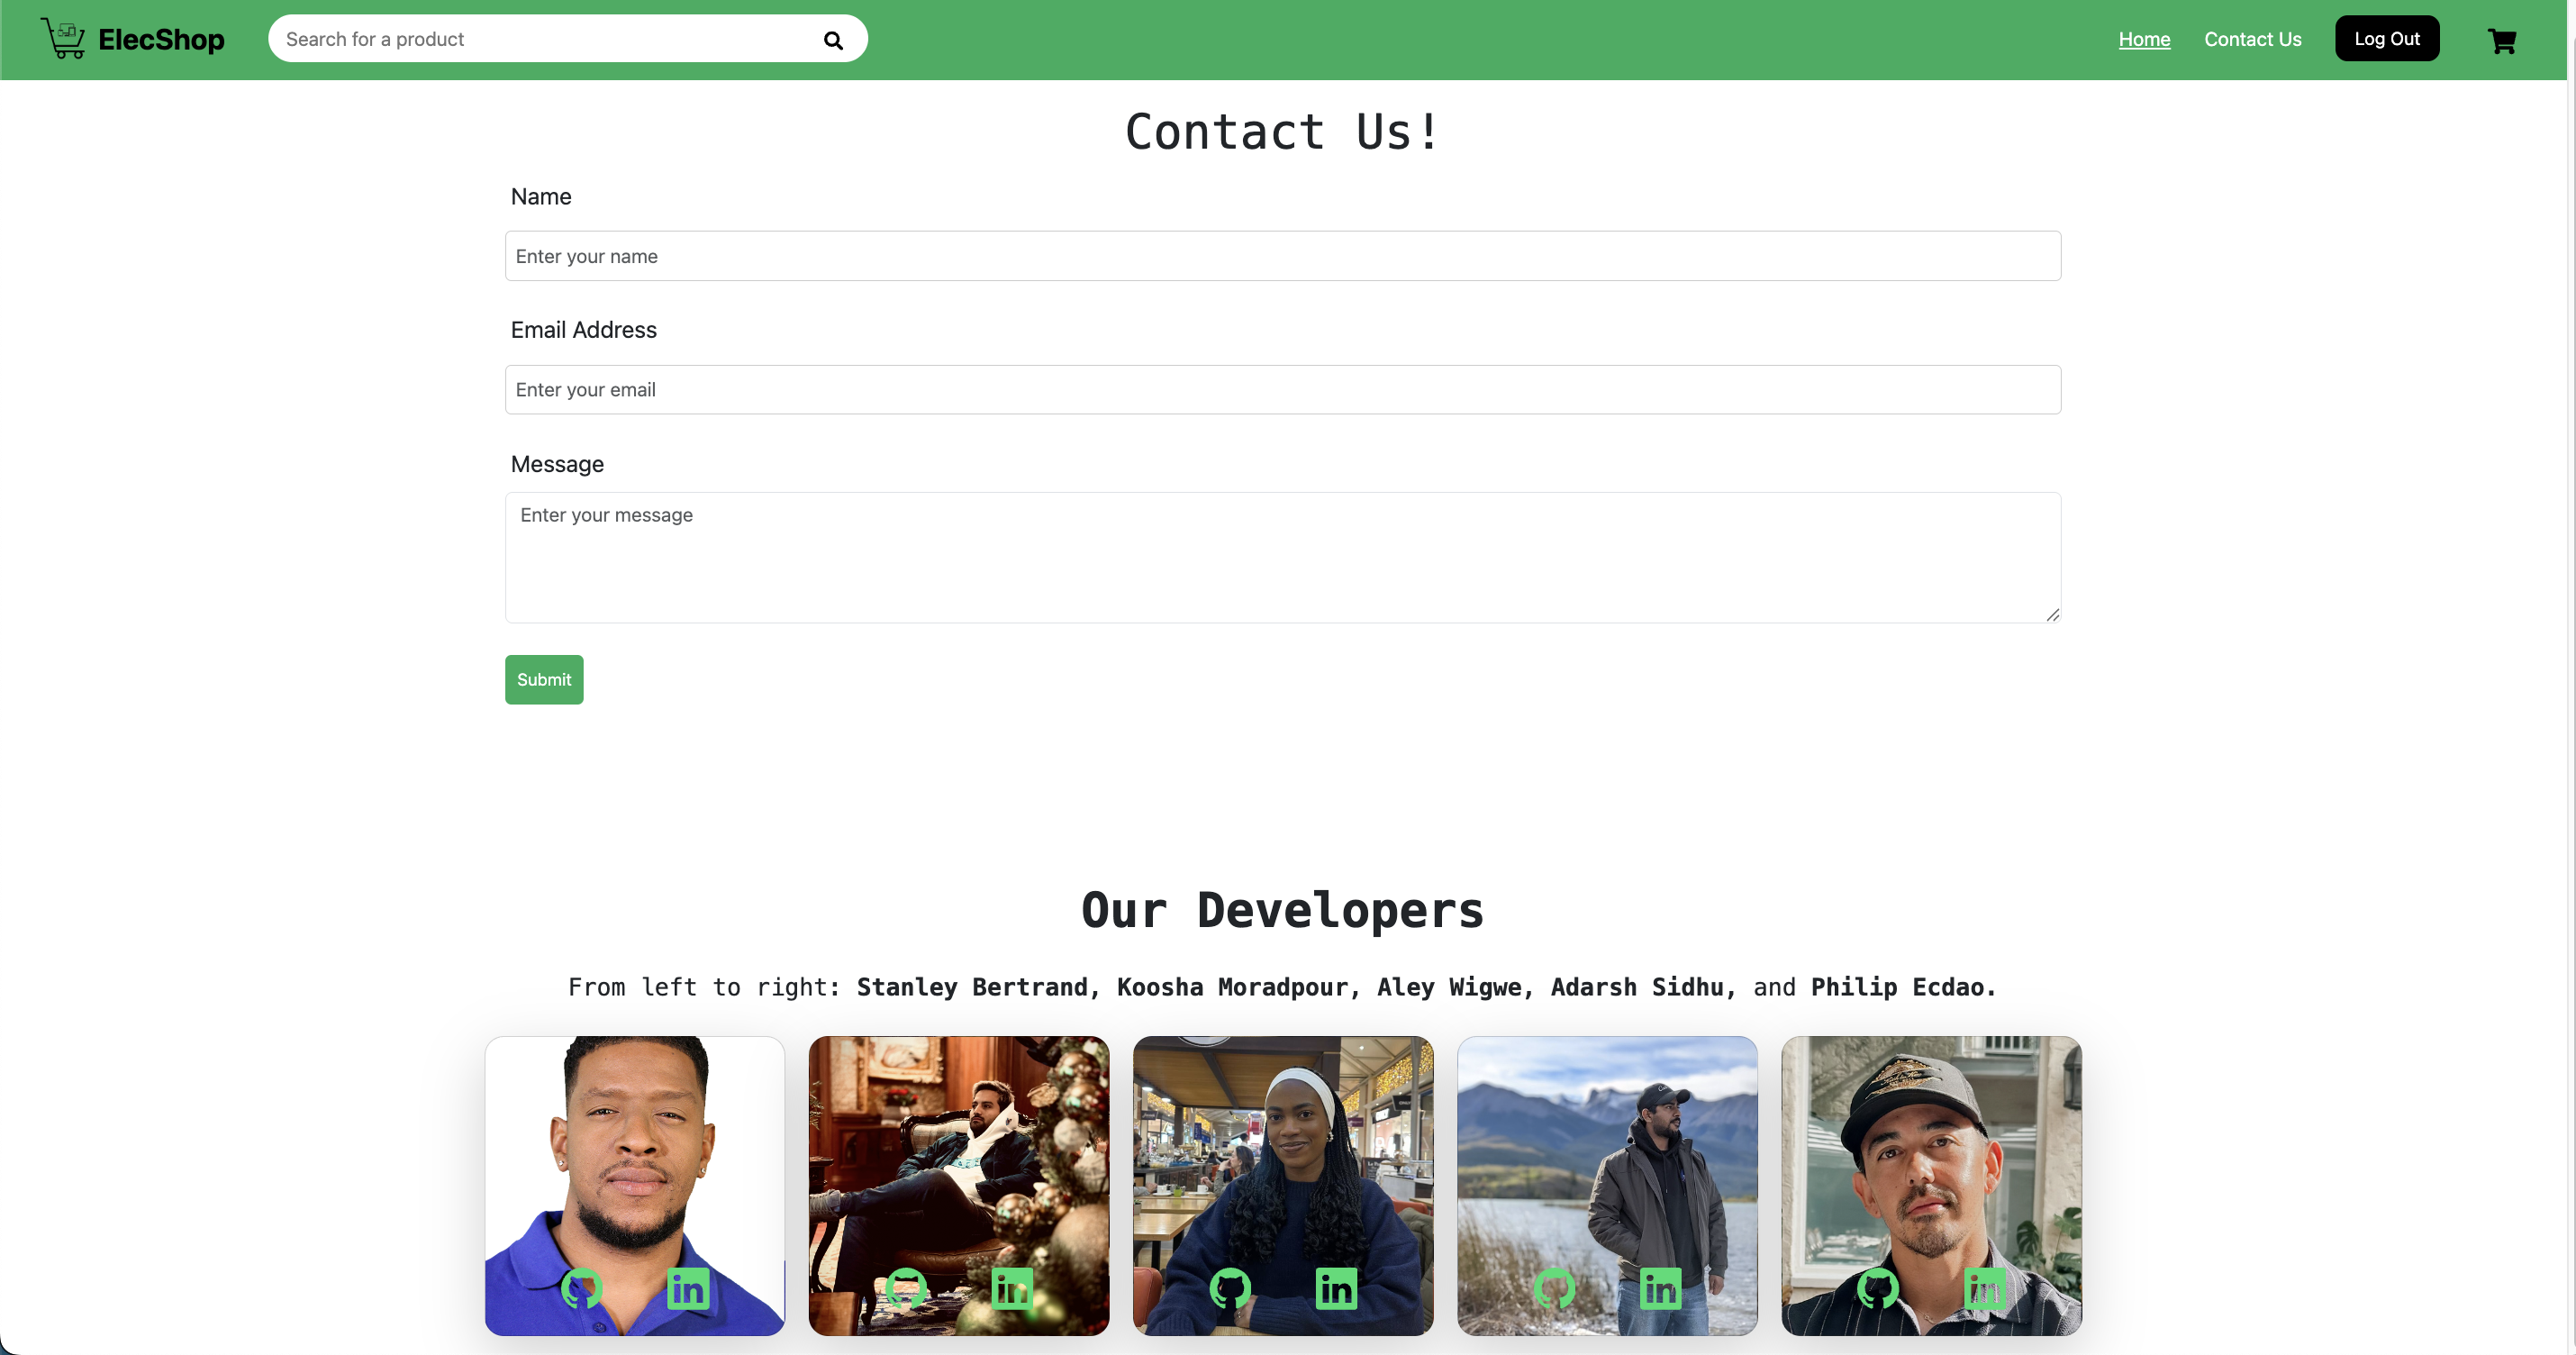 ElecShop
Search for a product
Home
Contact Us
Log Out
Contact Us!
Name
Enter your name
Email Address
Enter your email
Message
Enter your message
Submit
Our Developers
From left to right: Stanley Bertrand, Koosha Moradpour, Aley Wigwe, Adarsh Sidhu, and Philip Ecdao.
in
in
in
in
in